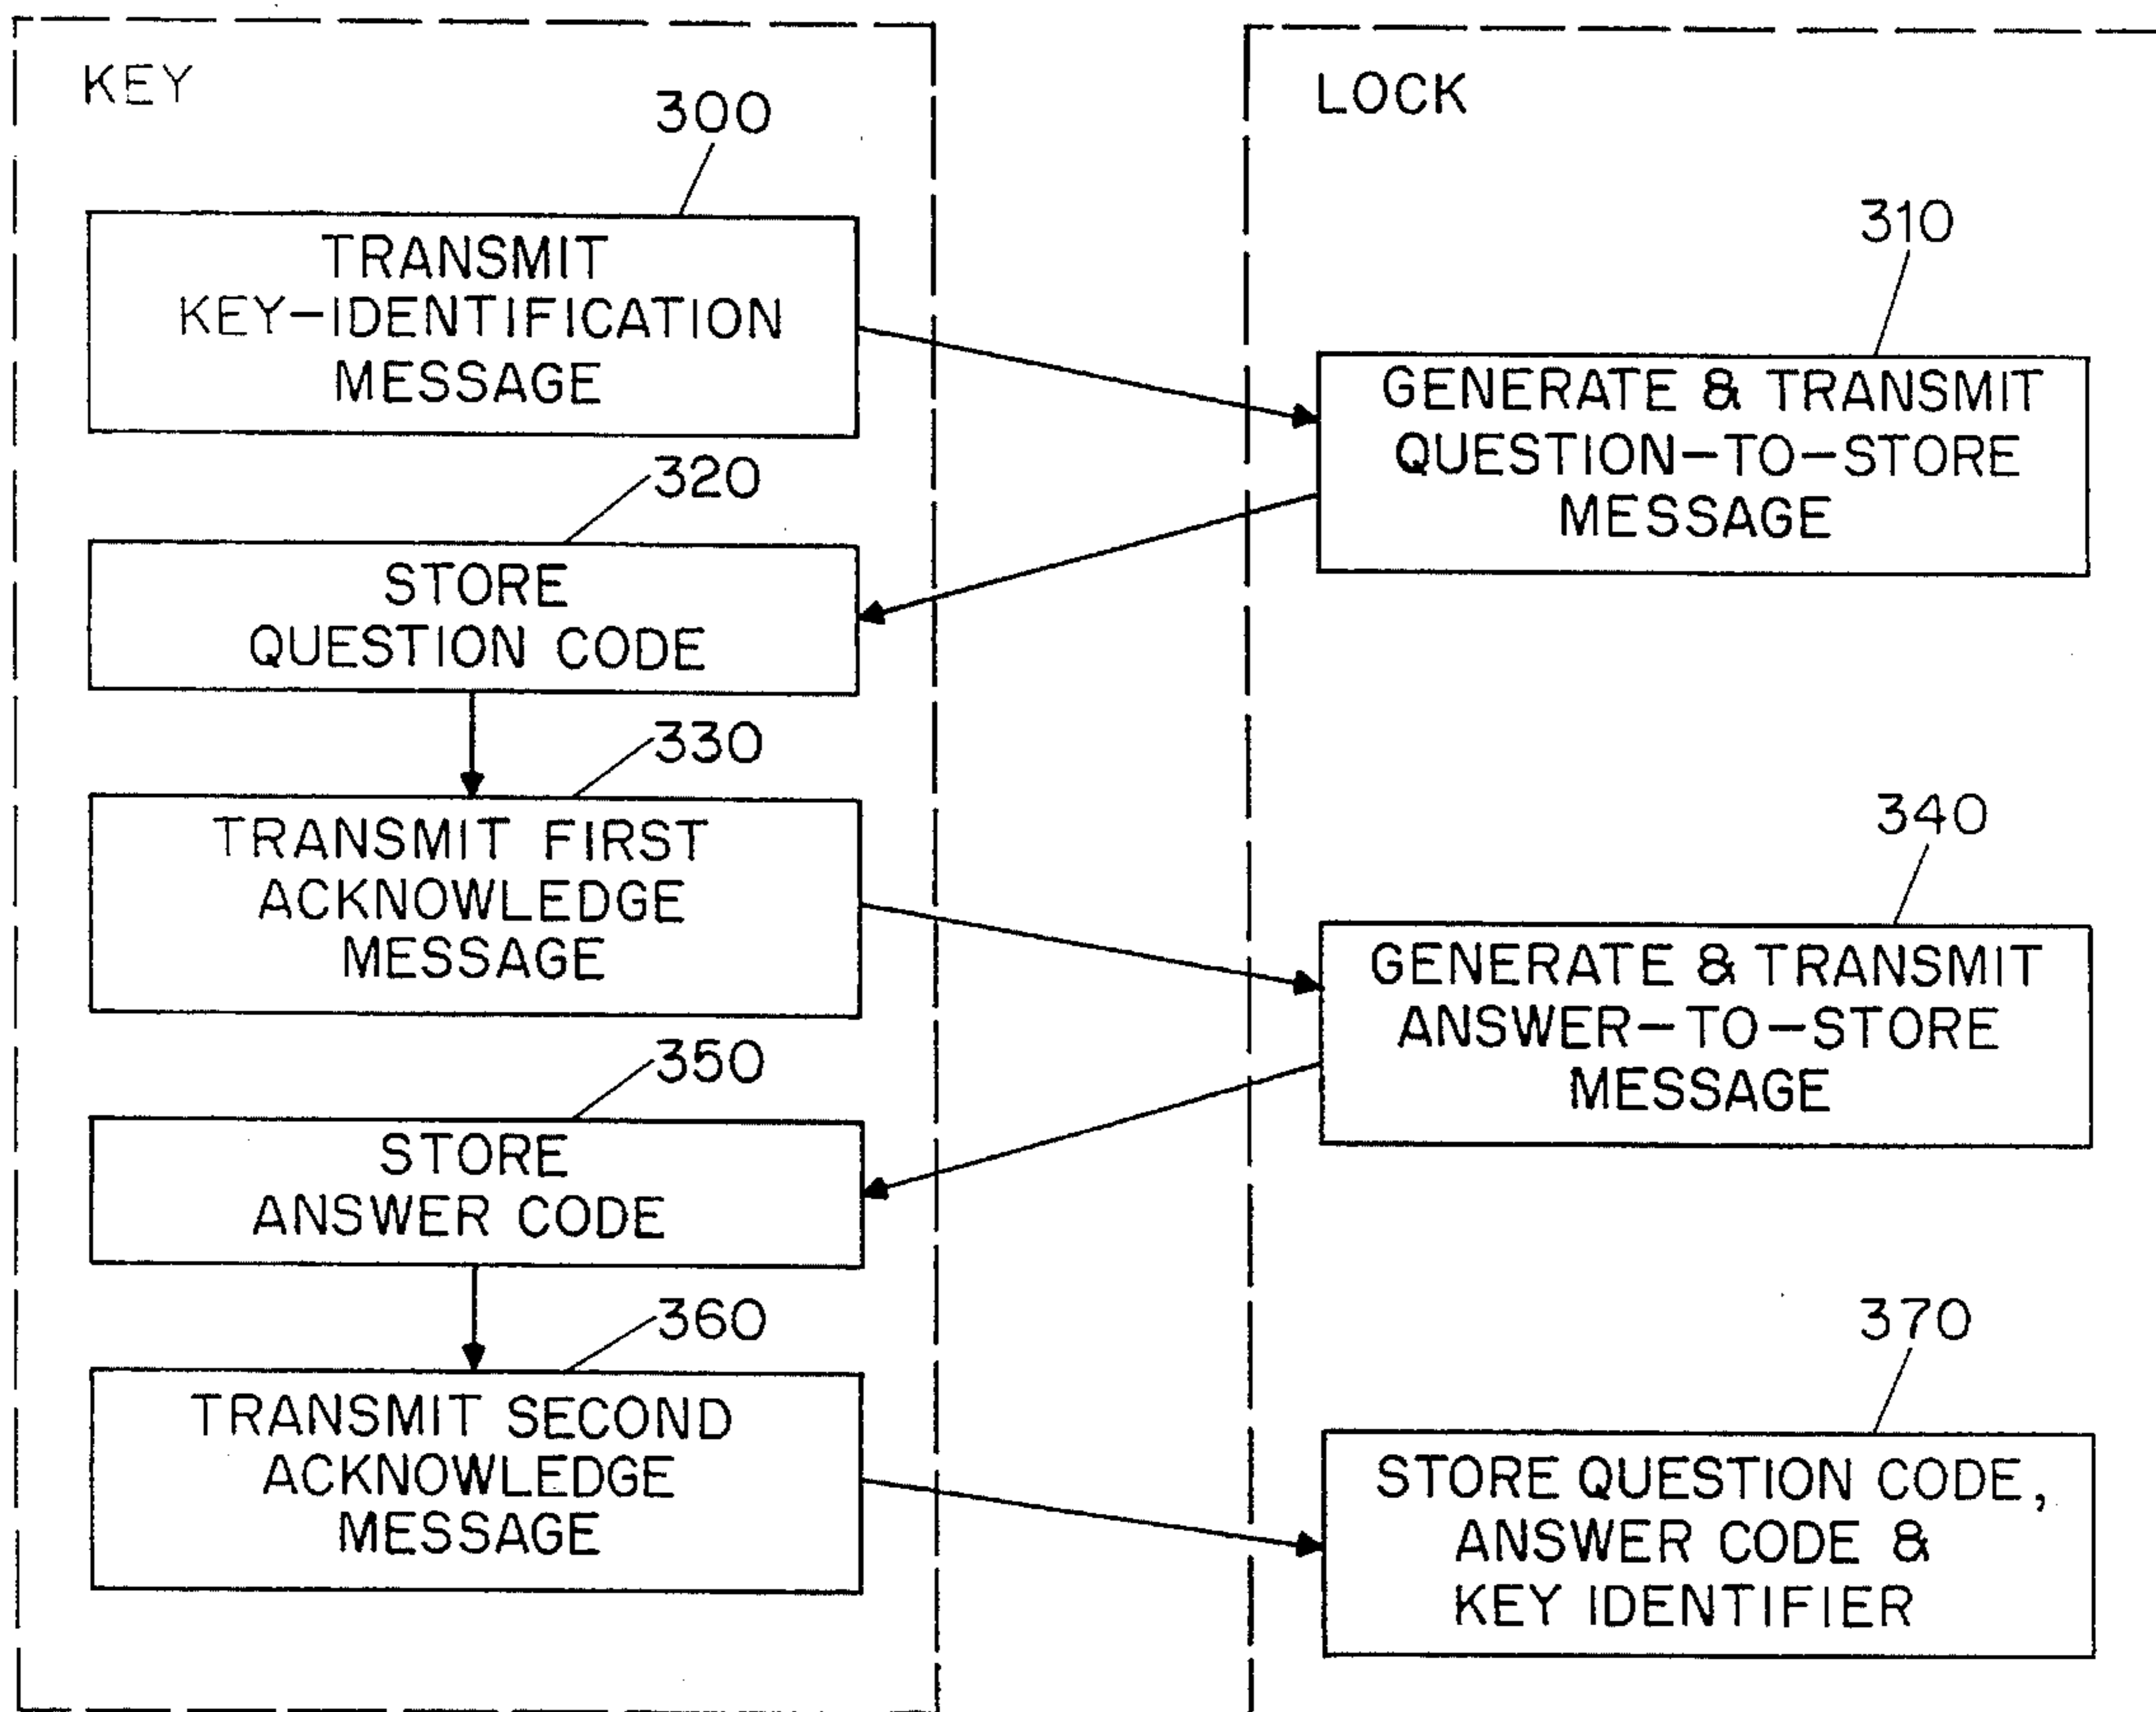 KEY
300
TRANSMIT
KEY-IDENTIFICATION
MESSAGE
320
STORE
QUESTION CODE
330
TRANSMIT FIRST
ACKNOWLEDGE
MESSAGE
350
STORE
ANSWER CODE
360
TRANSMIT SECOND
ACKNOWLEDGE
MESSAGE
LOCK
310
GENERATE & TRANSMIT
QUESTION-TO-STORE
MESSAGE
340
GENERATE & TRANSMIT
ANSWER-TO-STORE
MESSAGE
370
STORE QUESTION CODE,
ANSWER CODE &
KEY IDENTIFIER